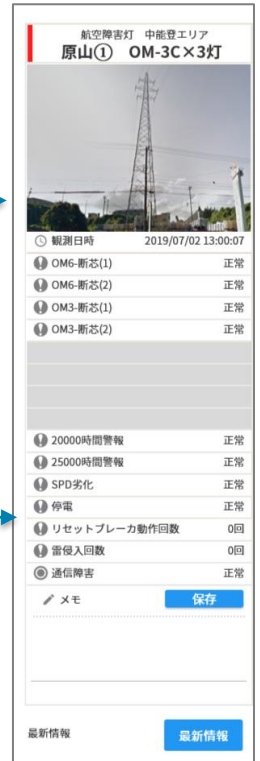 航空障害灯 中能登エリア
原山① OM-3C×3灯
観測日時 2019/07/02 13:00:07
OM6-断芯(1) 正常
OM6-断芯(2) 正常
OM3-断芯(1) 正常
OM3-断芯(2) 正常
20000時間警報 正常
25000時間警報 正常
SPD劣化 正常
停電 正常
リセットブレーカ動作回数 0回
雷侵入回数 0回
通信障害 正常
メモ 保存
最新情報 最新情報